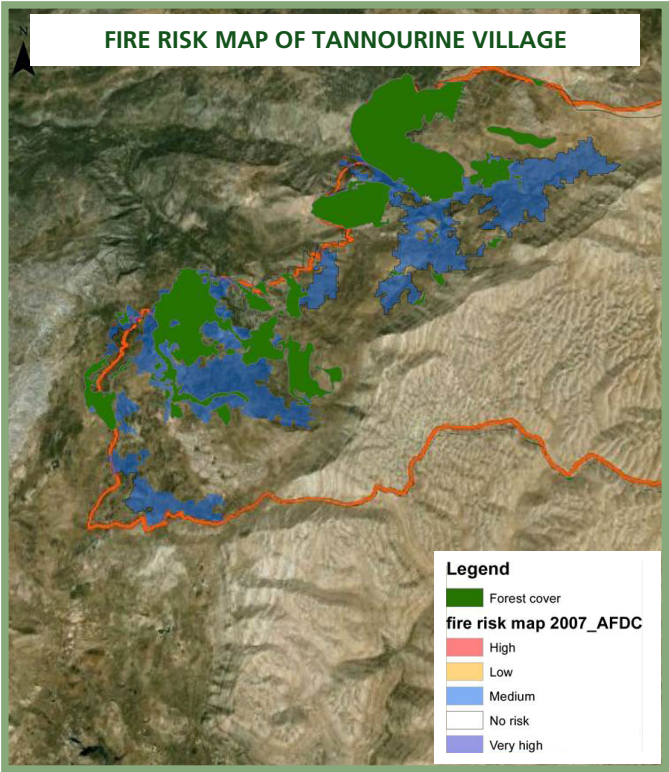 FIRE RISK MAP OF TANNOURINE VILLAGE
N
Legend
Forest cover
fire risk map 2007_AFDC
High
Low
Medium
No risk
Very high